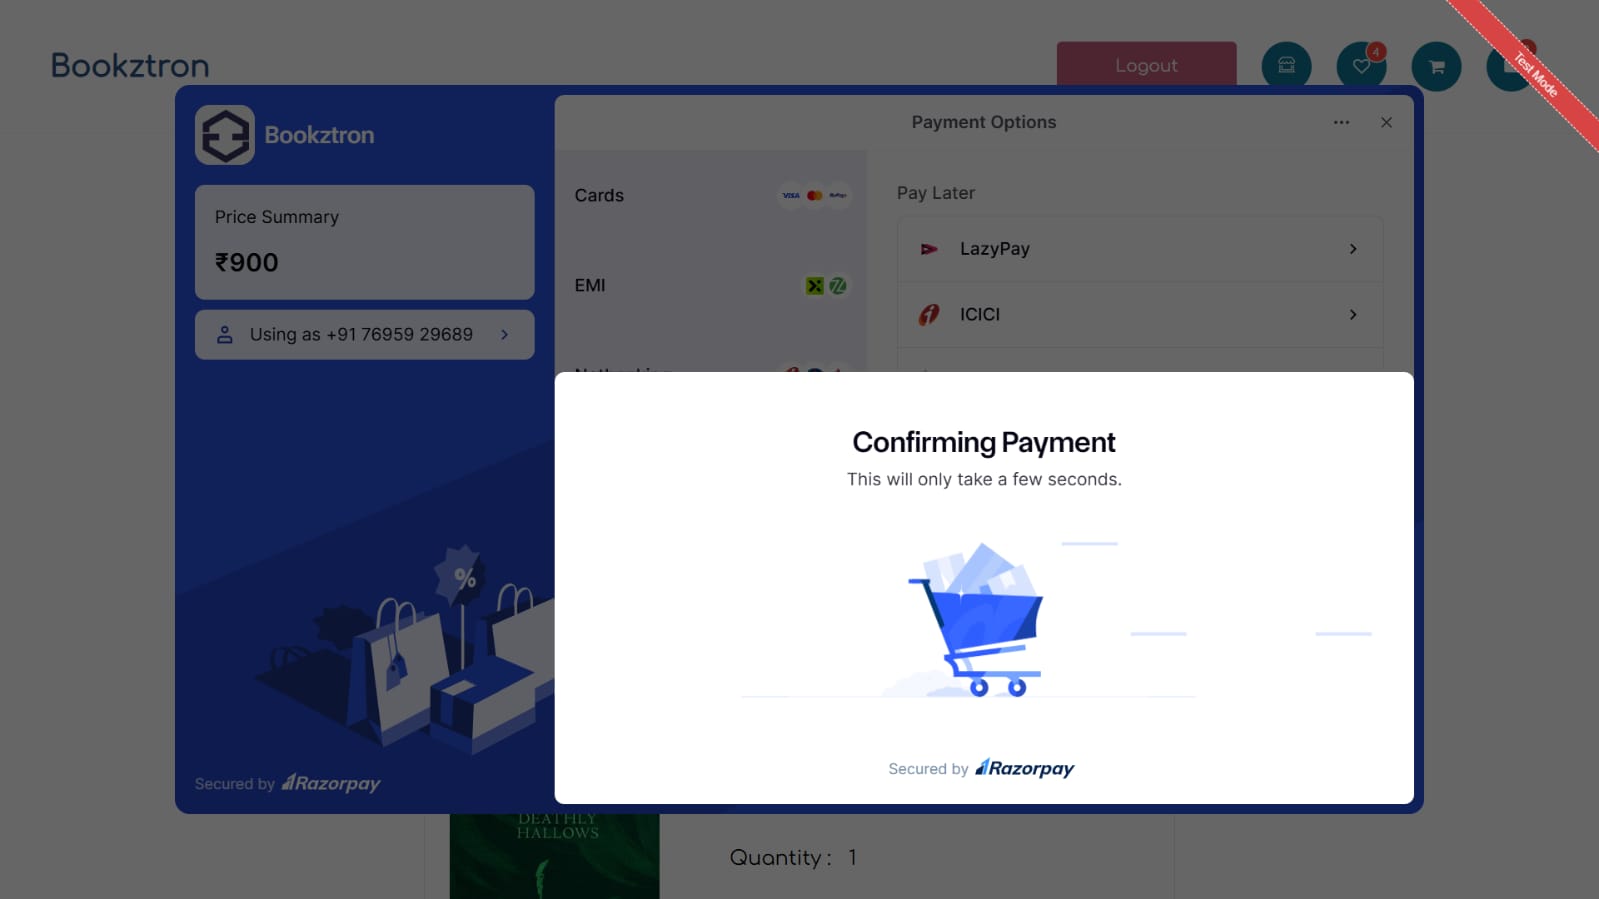 Bookztron
Logout
4
Test Mode
Bookztron
Payment Options
Price Summary
₹900
Using as +91 76959 29689
Cards
VISA
RuPay
EMI
Pay Later
LazyPay
ICICI
Confirming Payment
This will only take a few seconds.
%
Secured by Razorpay
Secured by Razorpay
DEATHLY
HALLOWS
Quantity : 1